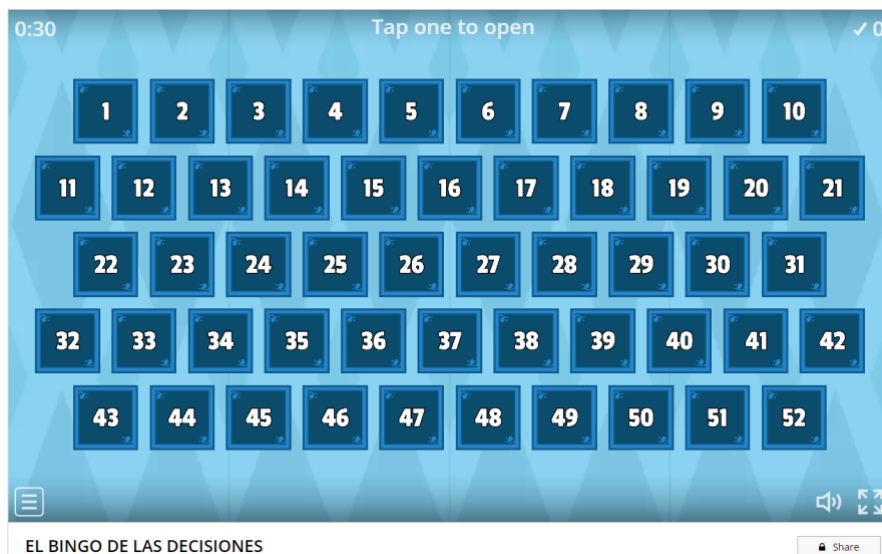 0:30 Tap one to open ✓ 0
1 2 3 4 5 6 7 8 9 10
11 12 13 14 15 16 17 18 19 20 21
22 23 24 25 26 27 28 29 30 31
32 33 34 35 36 37 38 39 40 41 42
43 44 45 46 47 48 49 50 51 52
EL BINGO DE LAS DECISIONES Share